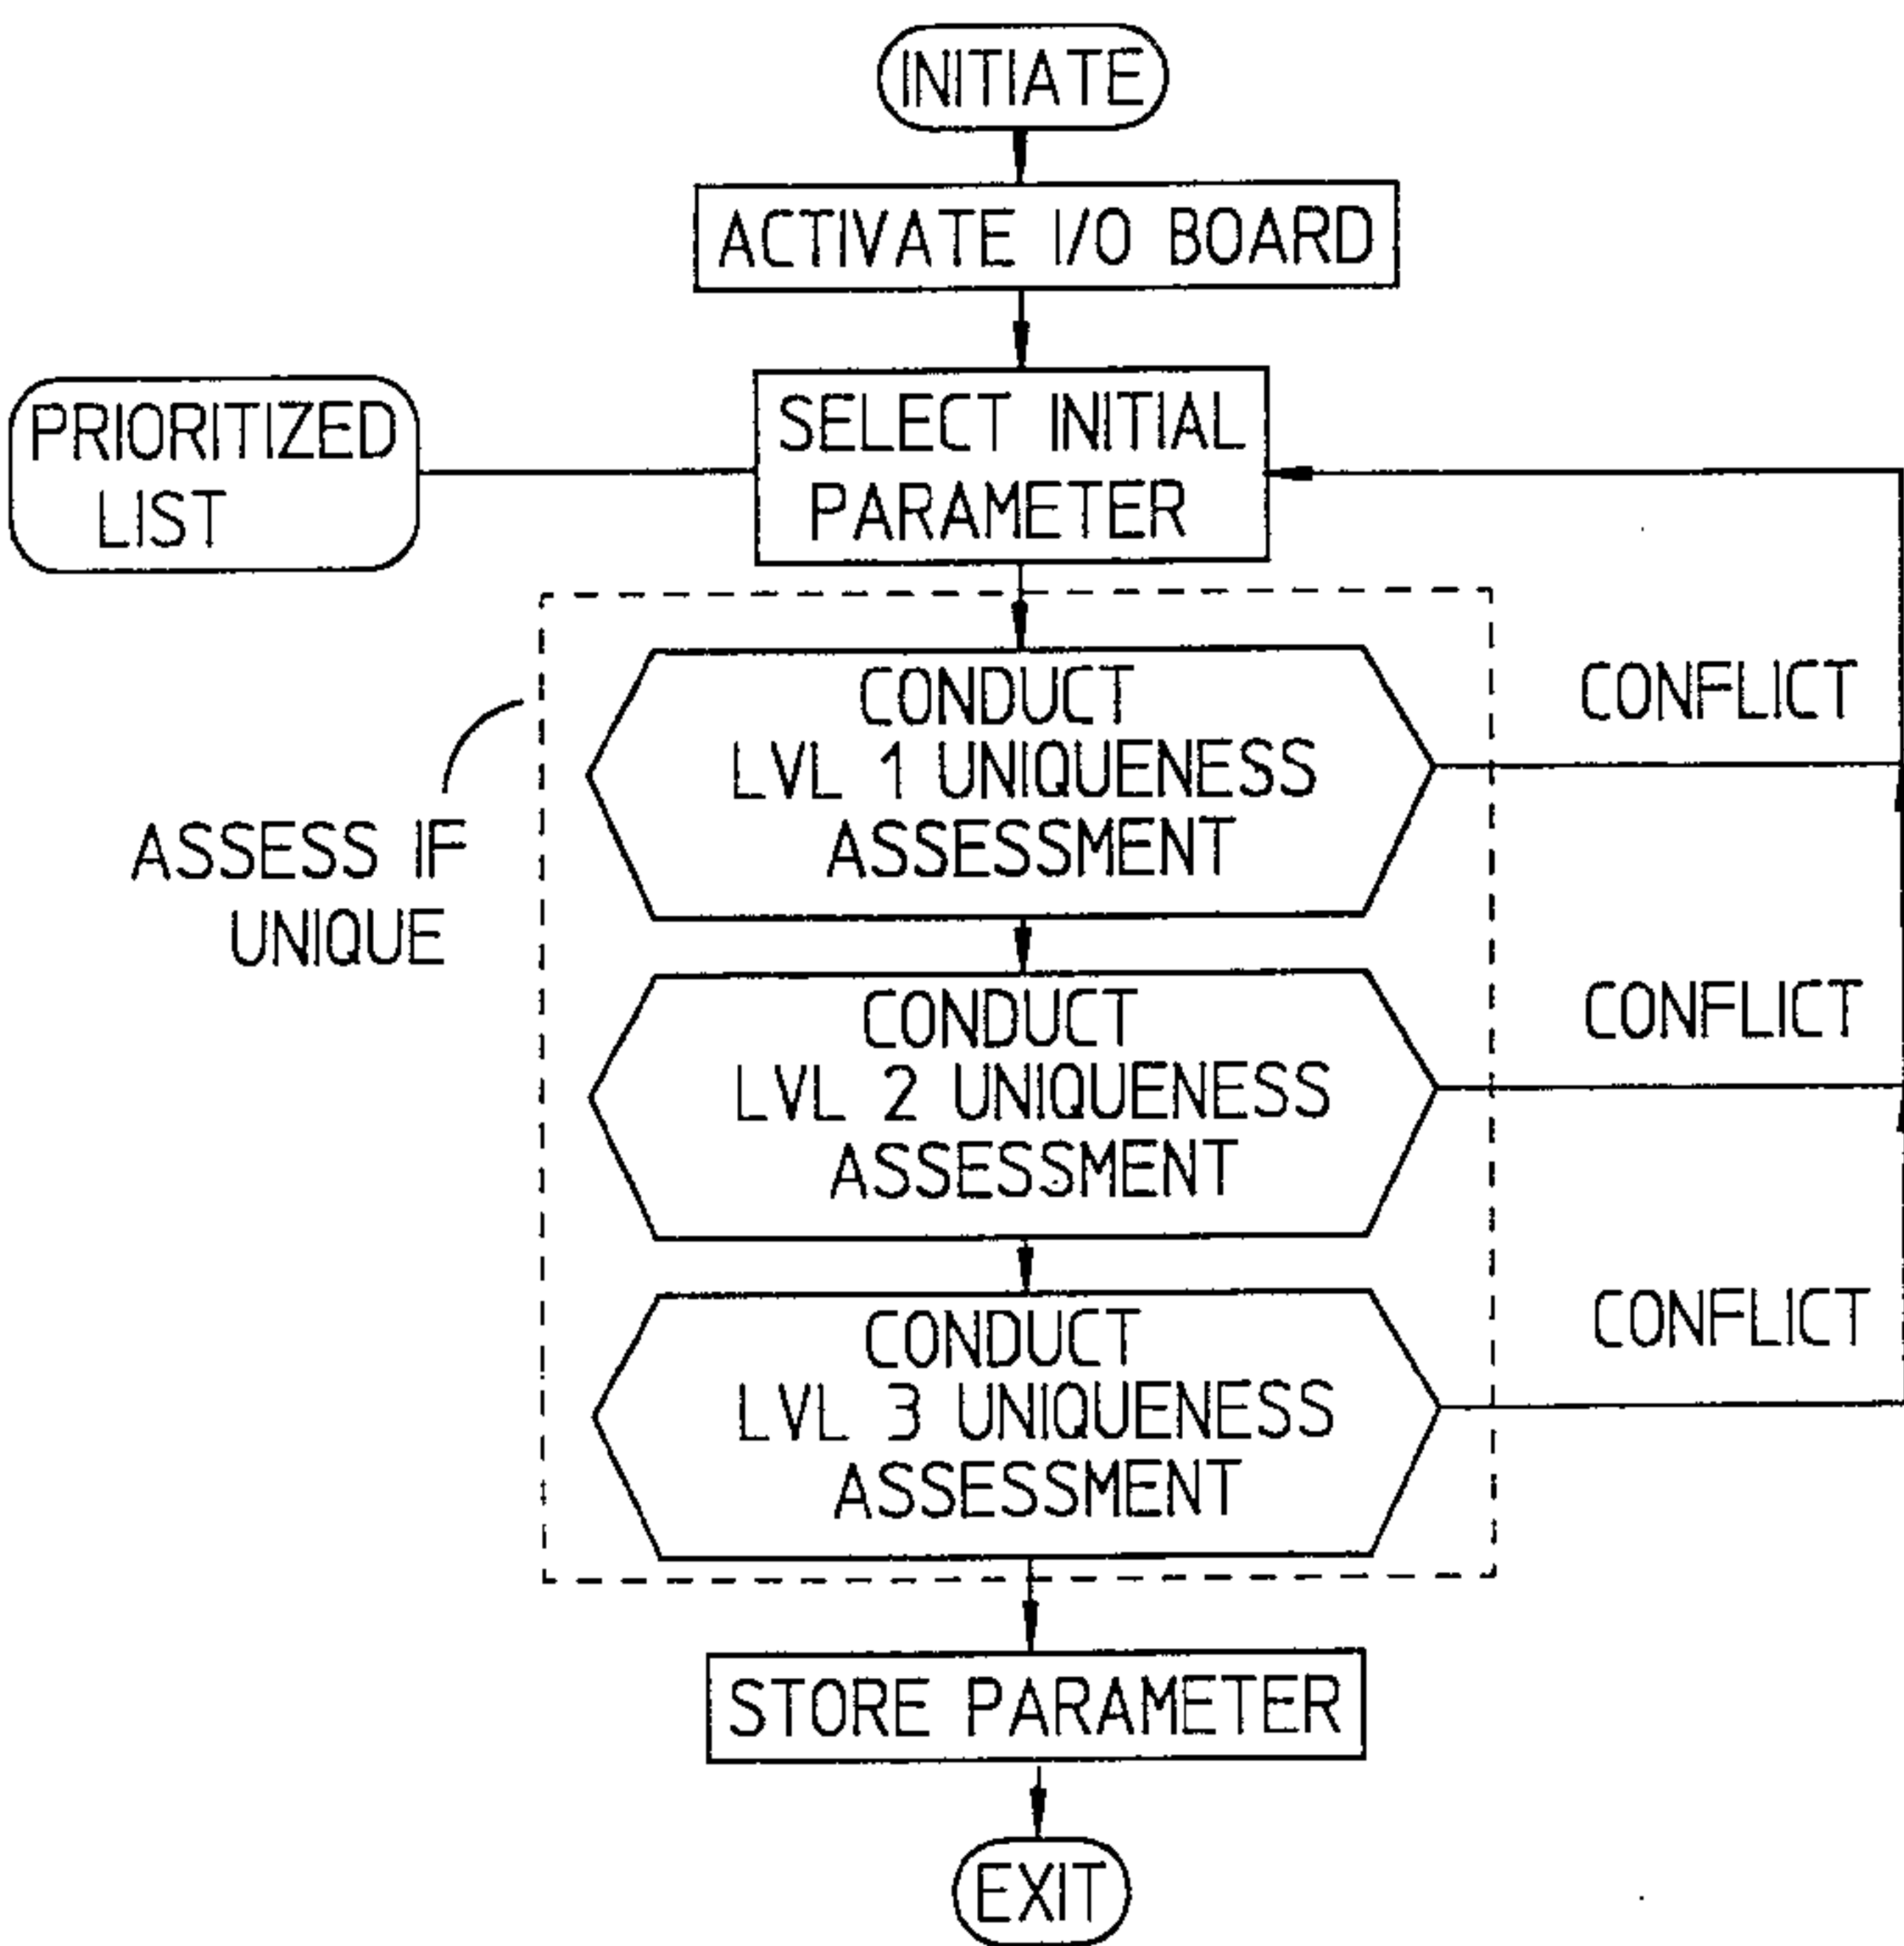 INITIATE
ACTIVATE I/O BOARD
PRIORITIZED
LIST
SELECT INITIAL
PARAMETER
ASSESS IF
UNIQUE
CONDUCT
LVL 1 UNIQUENESS
ASSESSMENT
CONFLICT
CONDUCT
LVL 2 UNIQUENESS
ASSESSMENT
CONFLICT
CONDUCT
LVL 3 UNIQUENESS
ASSESSMENT
CONFLICT
STORE PARAMETER
EXIT